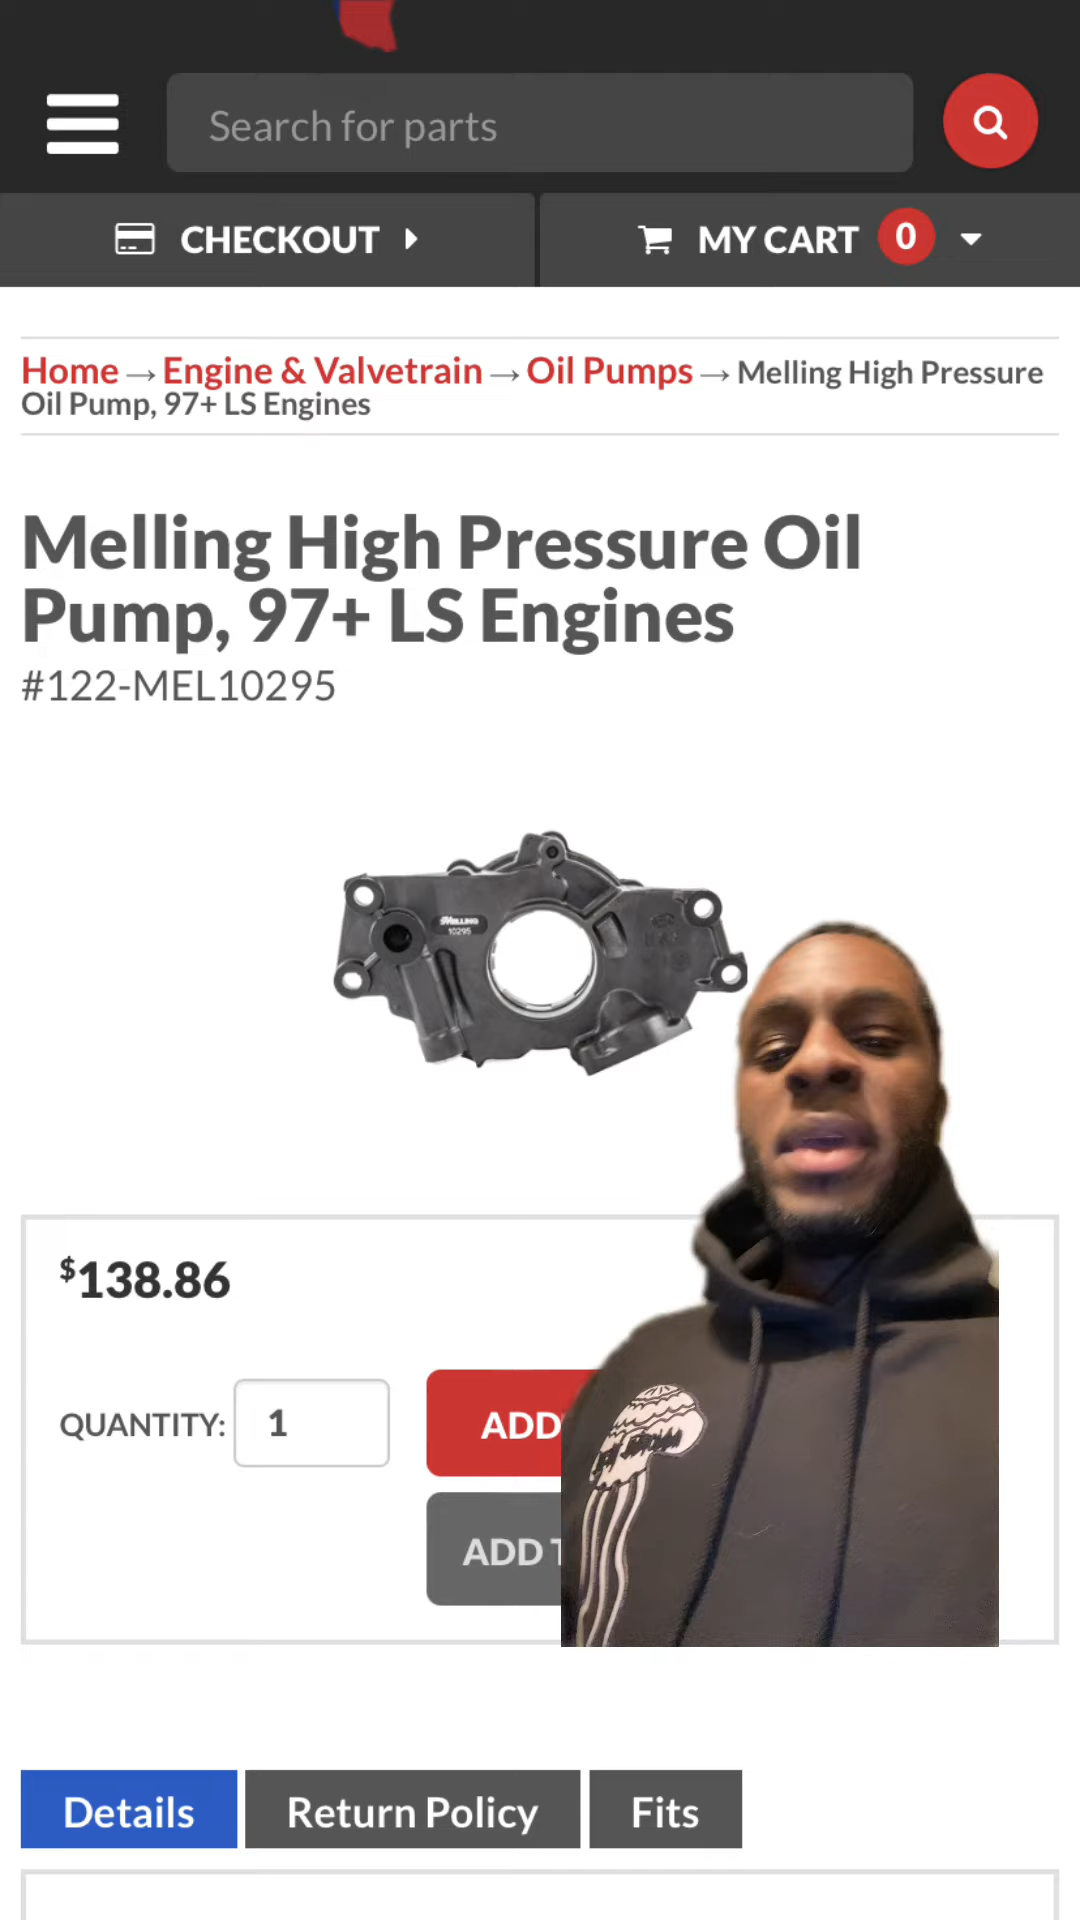 Search for parts
CHECKOUT
MY CART 0
Home → Engine & Valvetrain → Oil Pumps → Melling High Pressure
Oil Pump, 97+ LS Engines
Melling High Pressure Oil
Pump, 97+ LS Engines
#122-MEL10295
MELLING
10295
$138.86
QUANTITY: 1
ADD
ADD T
Details
Return Policy
Fits